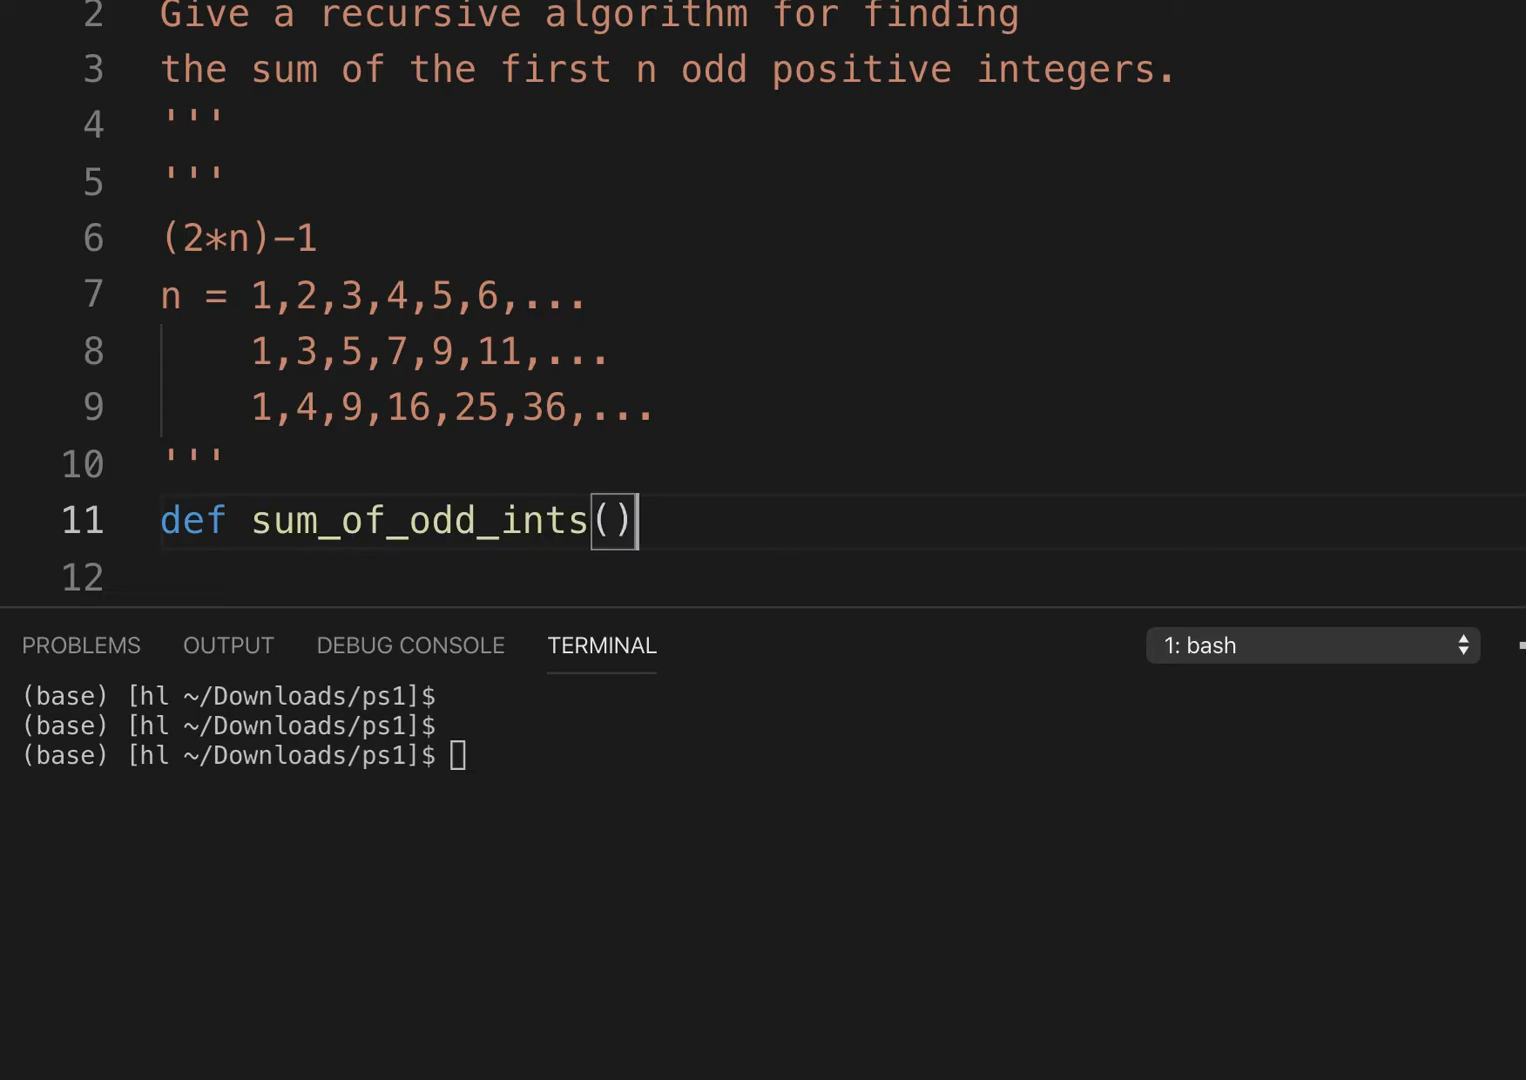 2 Give a recursive algorithm for finding
3 the sum of the first n odd positive integers.
4 '''
5 '''
6 (2*n)-1
7 n = 1,2,3,4,5,6,...
8 1,3,5,7,9,11,...
9 1,4,9,16,25,36,...
10 '''
11 def sum_of_odd_ints()
12
PROBLEMS OUTPUT DEBUG CONSOLE TERMINAL 1: bash
(base) [hl ~/Downloads/ps1]$
(base) [hl ~/Downloads/ps1]$
(base) [hl ~/Downloads/ps1]$